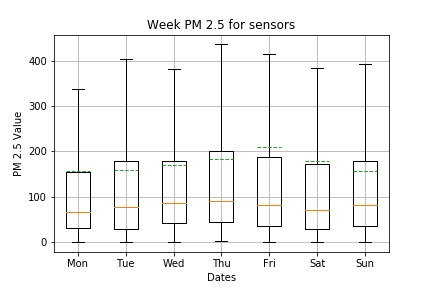 Week PM 2.5 for sensors
PM 2.5 Value
400
300
200
100
0
Mon Tue Wed Thu Fri Sat Sun
Dates